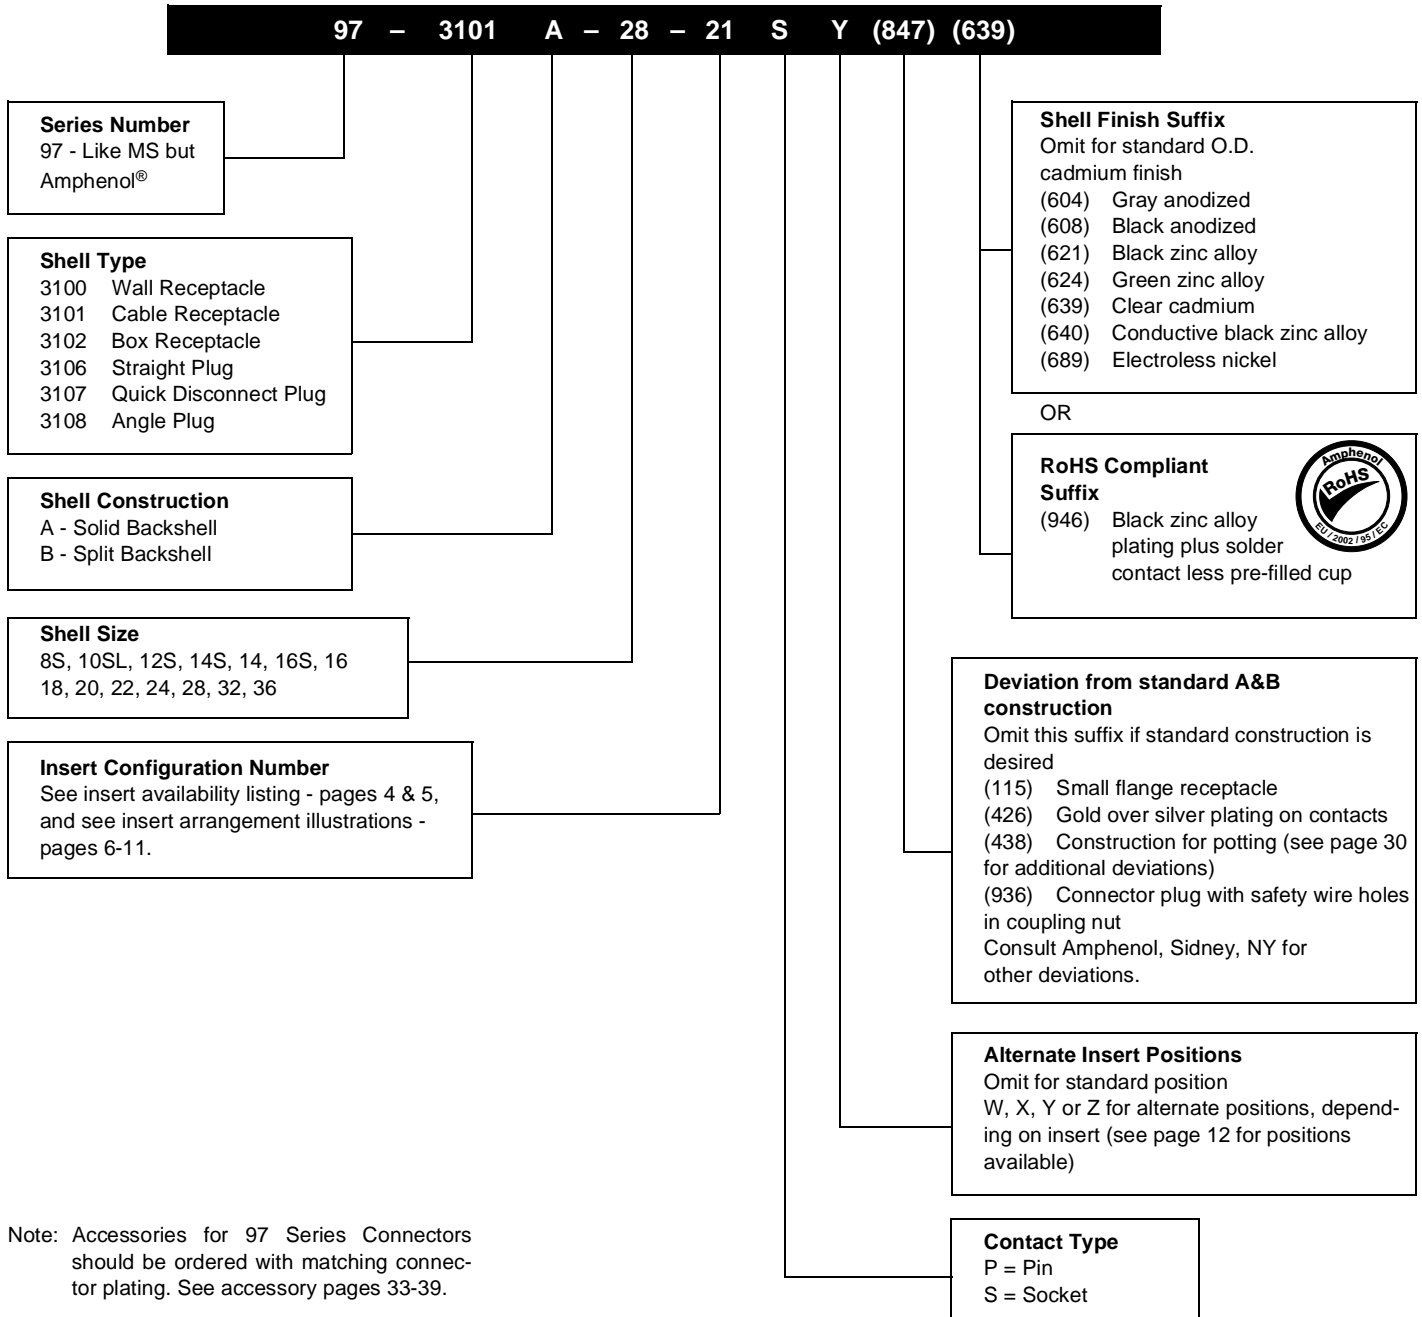 97 – 3101 A – 28 – 21 S Y (847) (639)
Series Number
97 - Like MS but
Amphenol®
Shell Type
3100 Wall Receptacle
3101 Cable Receptacle
3102 Box Receptacle
3106 Straight Plug
3107 Quick Disconnect Plug
3108 Angle Plug
Shell Construction
A - Solid Backshell
B - Split Backshell
Shell Size
8S, 10SL, 12S, 14S, 14, 16S, 16
18, 20, 22, 24, 28, 32, 36
Insert Configuration Number
See insert availability listing - pages 4 & 5,
and see insert arrangement illustrations -
pages 6-11.
Shell Finish Suffix
Omit for standard O.D.
cadmium finish
(604) Gray anodized
(608) Black anodized
(621) Black zinc alloy
(624) Green zinc alloy
(639) Clear cadmium
(640) Conductive black zinc alloy
(689) Electroless nickel
OR
RoHS Compliant
Suffix
(946) Black zinc alloy
plating plus solder
contact less pre-filled cup
Amphenol
RoHS
EU / 2002 / 95 / EC
Deviation from standard A&B
construction
Omit this suffix if standard construction is
desired
(115) Small flange receptacle
(426) Gold over silver plating on contacts
(438) Construction for potting (see page 30
for additional deviations)
(936) Connector plug with safety wire holes
in coupling nut
Consult Amphenol, Sidney, NY for
other deviations.
Alternate Insert Positions
Omit for standard position
W, X, Y or Z for alternate positions, depend-
ing on insert (see page 12 for positions
available)
Contact Type
P = Pin
S = Socket
Note: Accessories for 97 Series Connectors
should be ordered with matching connec-
tor plating. See accessory pages 33-39.